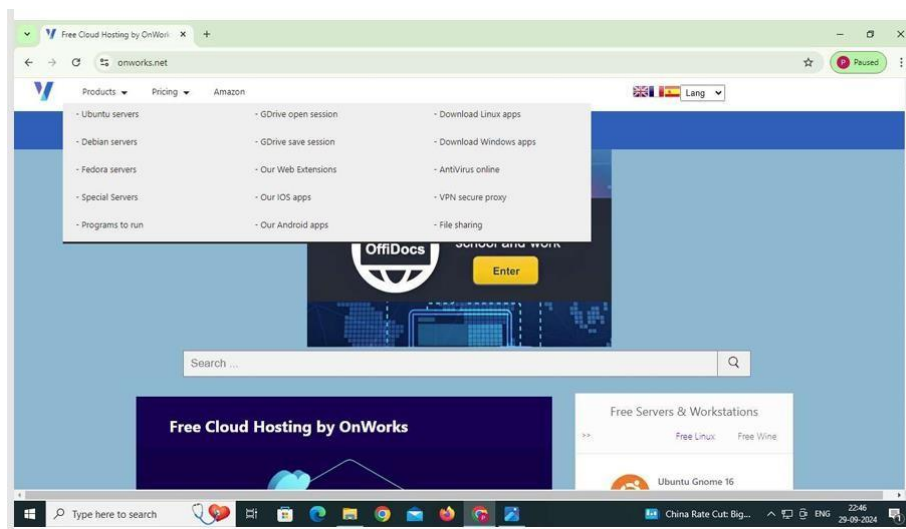 Free Cloud Hosting by OnWork
onworks.net
P Paused
Products Pricing Amazon Lang
- Ubuntu servers - GDrive open session - Download Linux apps
- Debian servers - GDrive save session - Download Windows apps
- Fedora servers - Our Web Extensions - AntiVirus online
- Special Servers - Our IOS apps - VPN secure proxy
- Programs to run - Our Android apps - File sharing
OffiDocs
school and work
Enter
Search ...
Free Cloud Hosting by OnWorks
Free Servers & Workstations
>> Free Linux Free Wine
Ubuntu Gnome 16
Type here to search
China Rate Cut: Big... ENG 22:46
29-09-2024